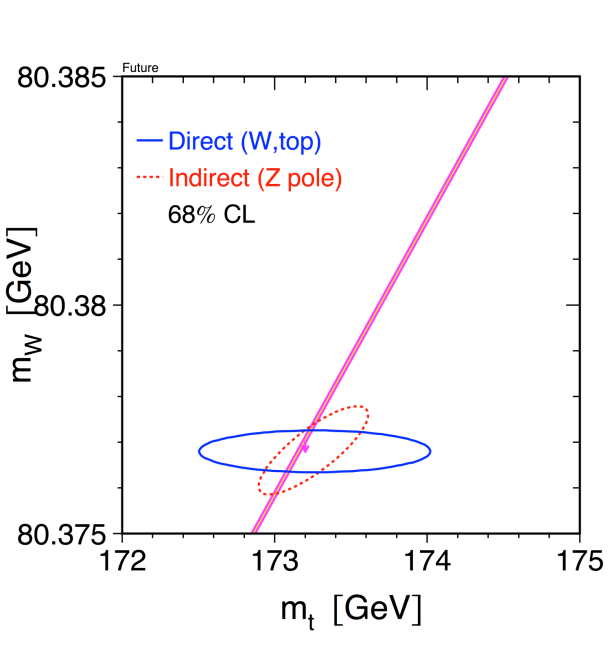 Future
80.385
Direct (W,top)
Indirect (Z pole)
68% CL
80.38
m_W [GeV]
80.375
172 173 174 175
m_t [GeV]